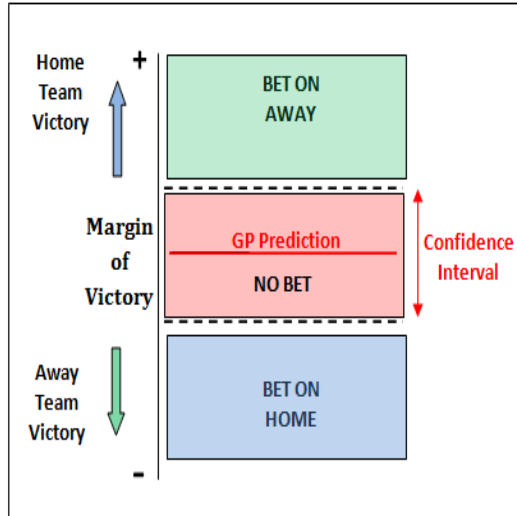 Home
Team
Victory
+
BET ON
AWAY
Margin
of
Victory
GP Prediction
NO BET
Confidence
Interval
Away
Team
Victory
BET ON
HOME
-